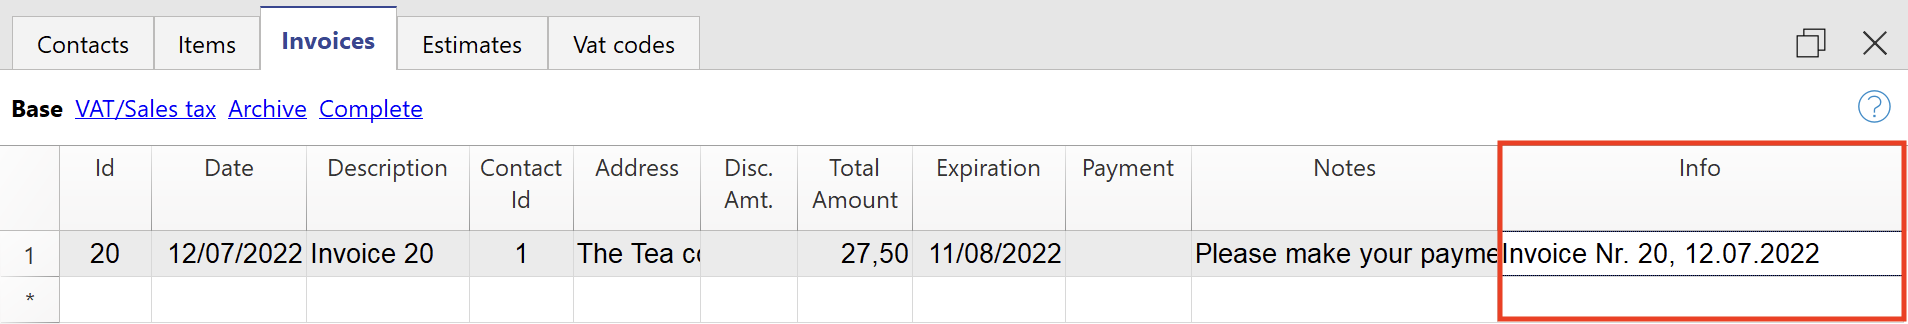 Contacts Items Invoices Estimates Vat codes
Base VAT/Sales tax Archive Complete ?
Id Date Description Contact Id Address Disc. Amt. Total Amount Expiration Payment Notes Info
1 20 12/07/2022 Invoice 20 1 The Tea co 27,50 11/08/2022 Please make your payme Invoice Nr. 20, 12.07.2022
*